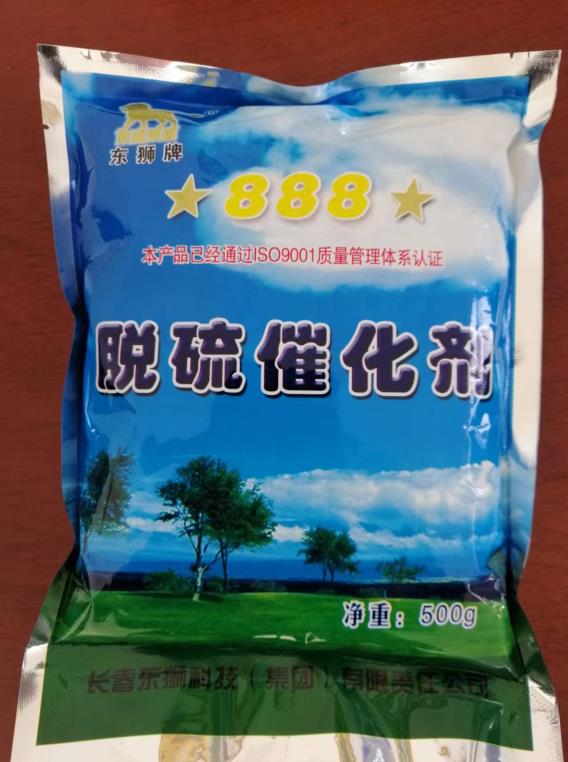 东狮牌
888
本产品已经通过ISO9001质量管理体系认证
脱硫催化剂
净重：500g
长春东狮科技（集团）有限责任公司